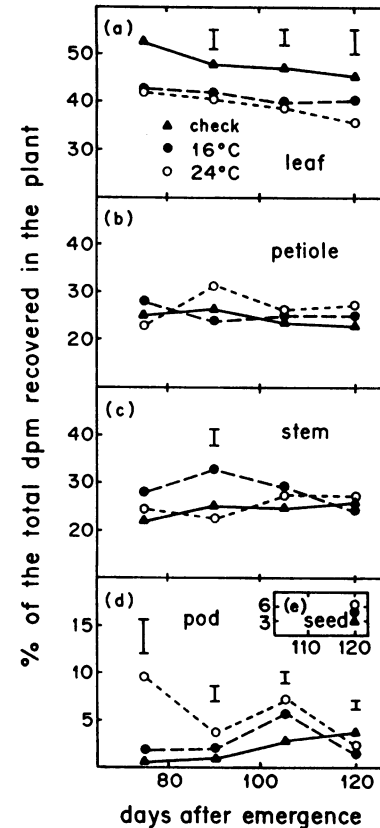 % of the total dpm recovered in the plant
(a)
50
40
30
check
16°C
24°C
leaf
(b)
petiole
40
30
20
(c)
stem
40
30
20
(d)
pod
15
10
5
(e)
6
3
seed
110 120
80 100 120
days after emergence